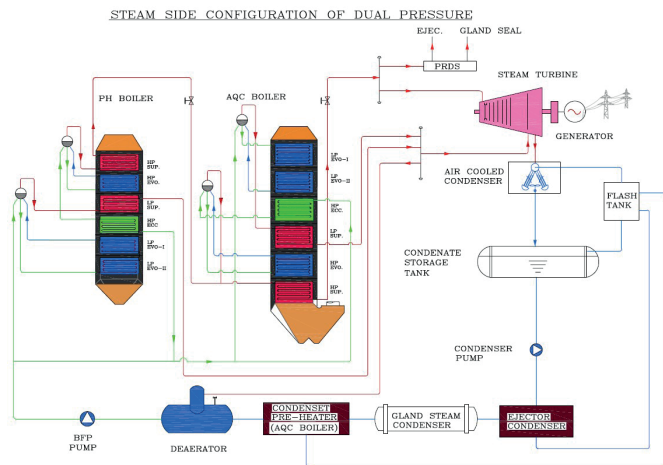 STEAM SIDE CONFIGURATION OF DUAL PRESSURE
EJEC.
GLAND SEAL
PRDS
STEAM TURBINE
GENERATOR
PH BOILER
AQC BOILER
HP
SUP.
HP
EVO.
LP
SUP.
HP
ECC
LP
EVO-I
LP
EVO-II
LP
EVO-I
LP
EVO-II
HP
ECC.
LP
SUP.
HP
EVO.
HP
SUP.
AIR COOLED
CONDENSER
FLASH
TANK
CONDENSATE
STORAGE
TANK
CONDENSER
PUMP
BFP
PUMP
DEAERATOR
CONDENSET
PRE-HEATER
(AQC BOILER)
GLAND STEAM
CONDENSER
EJECTOR
CONDENSER